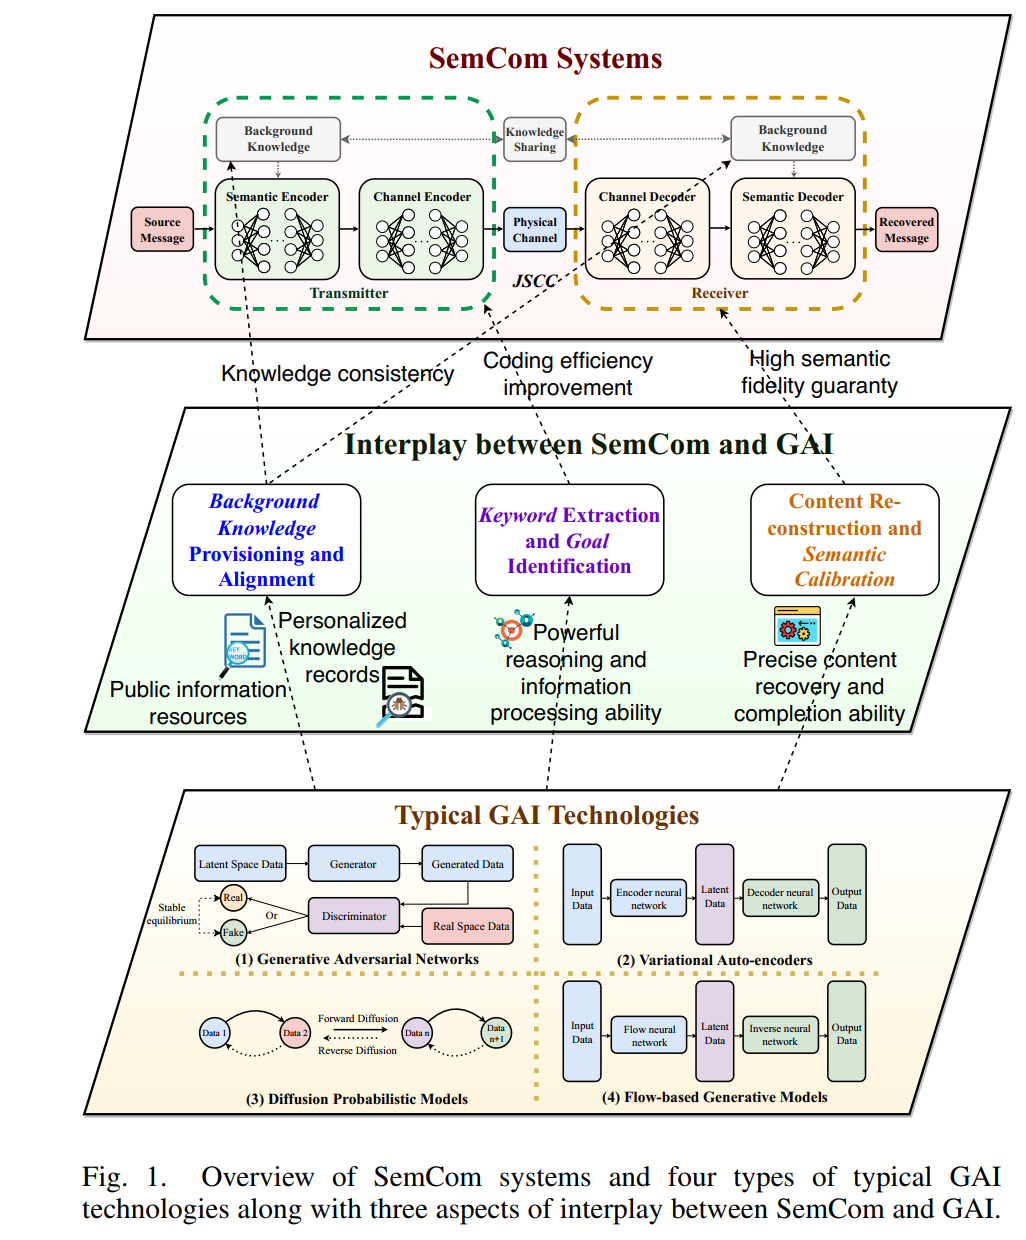 SemCom Systems
Background
Knowledge
Knowledge
Sharing
Background
Knowledge
Source
Message
Semantic Encoder
Channel Encoder
Physical
Channel
Channel Decoder
Semantic Decoder
Recovered
Message
JSCC
Transmitter
Receiver
Knowledge consistency
Coding efficiency
improvement
High semantic
fidelity guaranty
Interplay between SemCom and GAI
Background
Knowledge
Provisioning and
Alignment
Keyword Extraction
and Goal
Identification
Content Re-
construction and
Semantic
Calibration
KEY
WORD
Public information
resources
Personalized
knowledge
records
Powerful
reasoning and
information
processing ability
Precise content
recovery and
completion ability
Typical GAI Technologies
Latent Space Data
Generator
Generated Data
Stable
equilibrium
Real
Fake
Or
Discriminator
Real Space Data
(1) Generative Adversarial Networks
Input
Data
Encoder neural
network
Latent
Data
Decoder neural
network
Output
Data
(2) Variational Auto-encoders
Data 1
Data 2
Forward Diffusion
Reverse Diffusion
Data n
Data
n+1
(3) Diffusion Probabilistic Models
Input
Data
Flow neural
network
Latent
Data
Inverse neural
network
Output
Data
(4) Flow-based Generative Models
Fig. 1. Overview of SemCom systems and four types of typical GAI
technologies along with three aspects of interplay between SemCom and GAI.